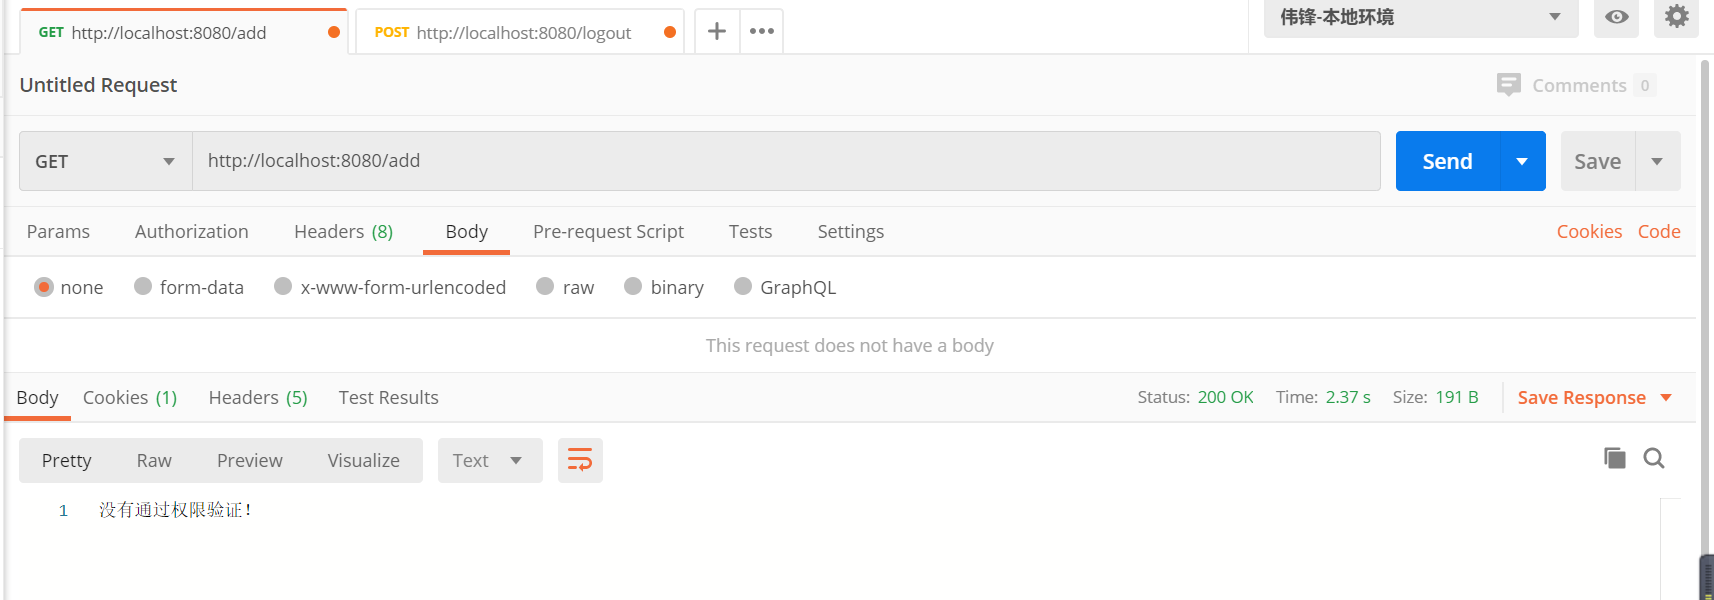 GET http://localhost:8080/add POST http://localhost:8080/logout 伟锋-本地环境
Untitled Request Comments 0
GET http://localhost:8080/add Send Save
Params Authorization Headers (8) Body Pre-request Script Tests Settings Cookies Code
none form-data x-www-form-urlencoded raw binary GraphQL
This request does not have a body
Body Cookies (1) Headers (5) Test Results Status: 200 OK Time: 2.37 s Size: 191 B Save Response
Pretty Raw Preview Visualize Text
1 没有通过权限验证!